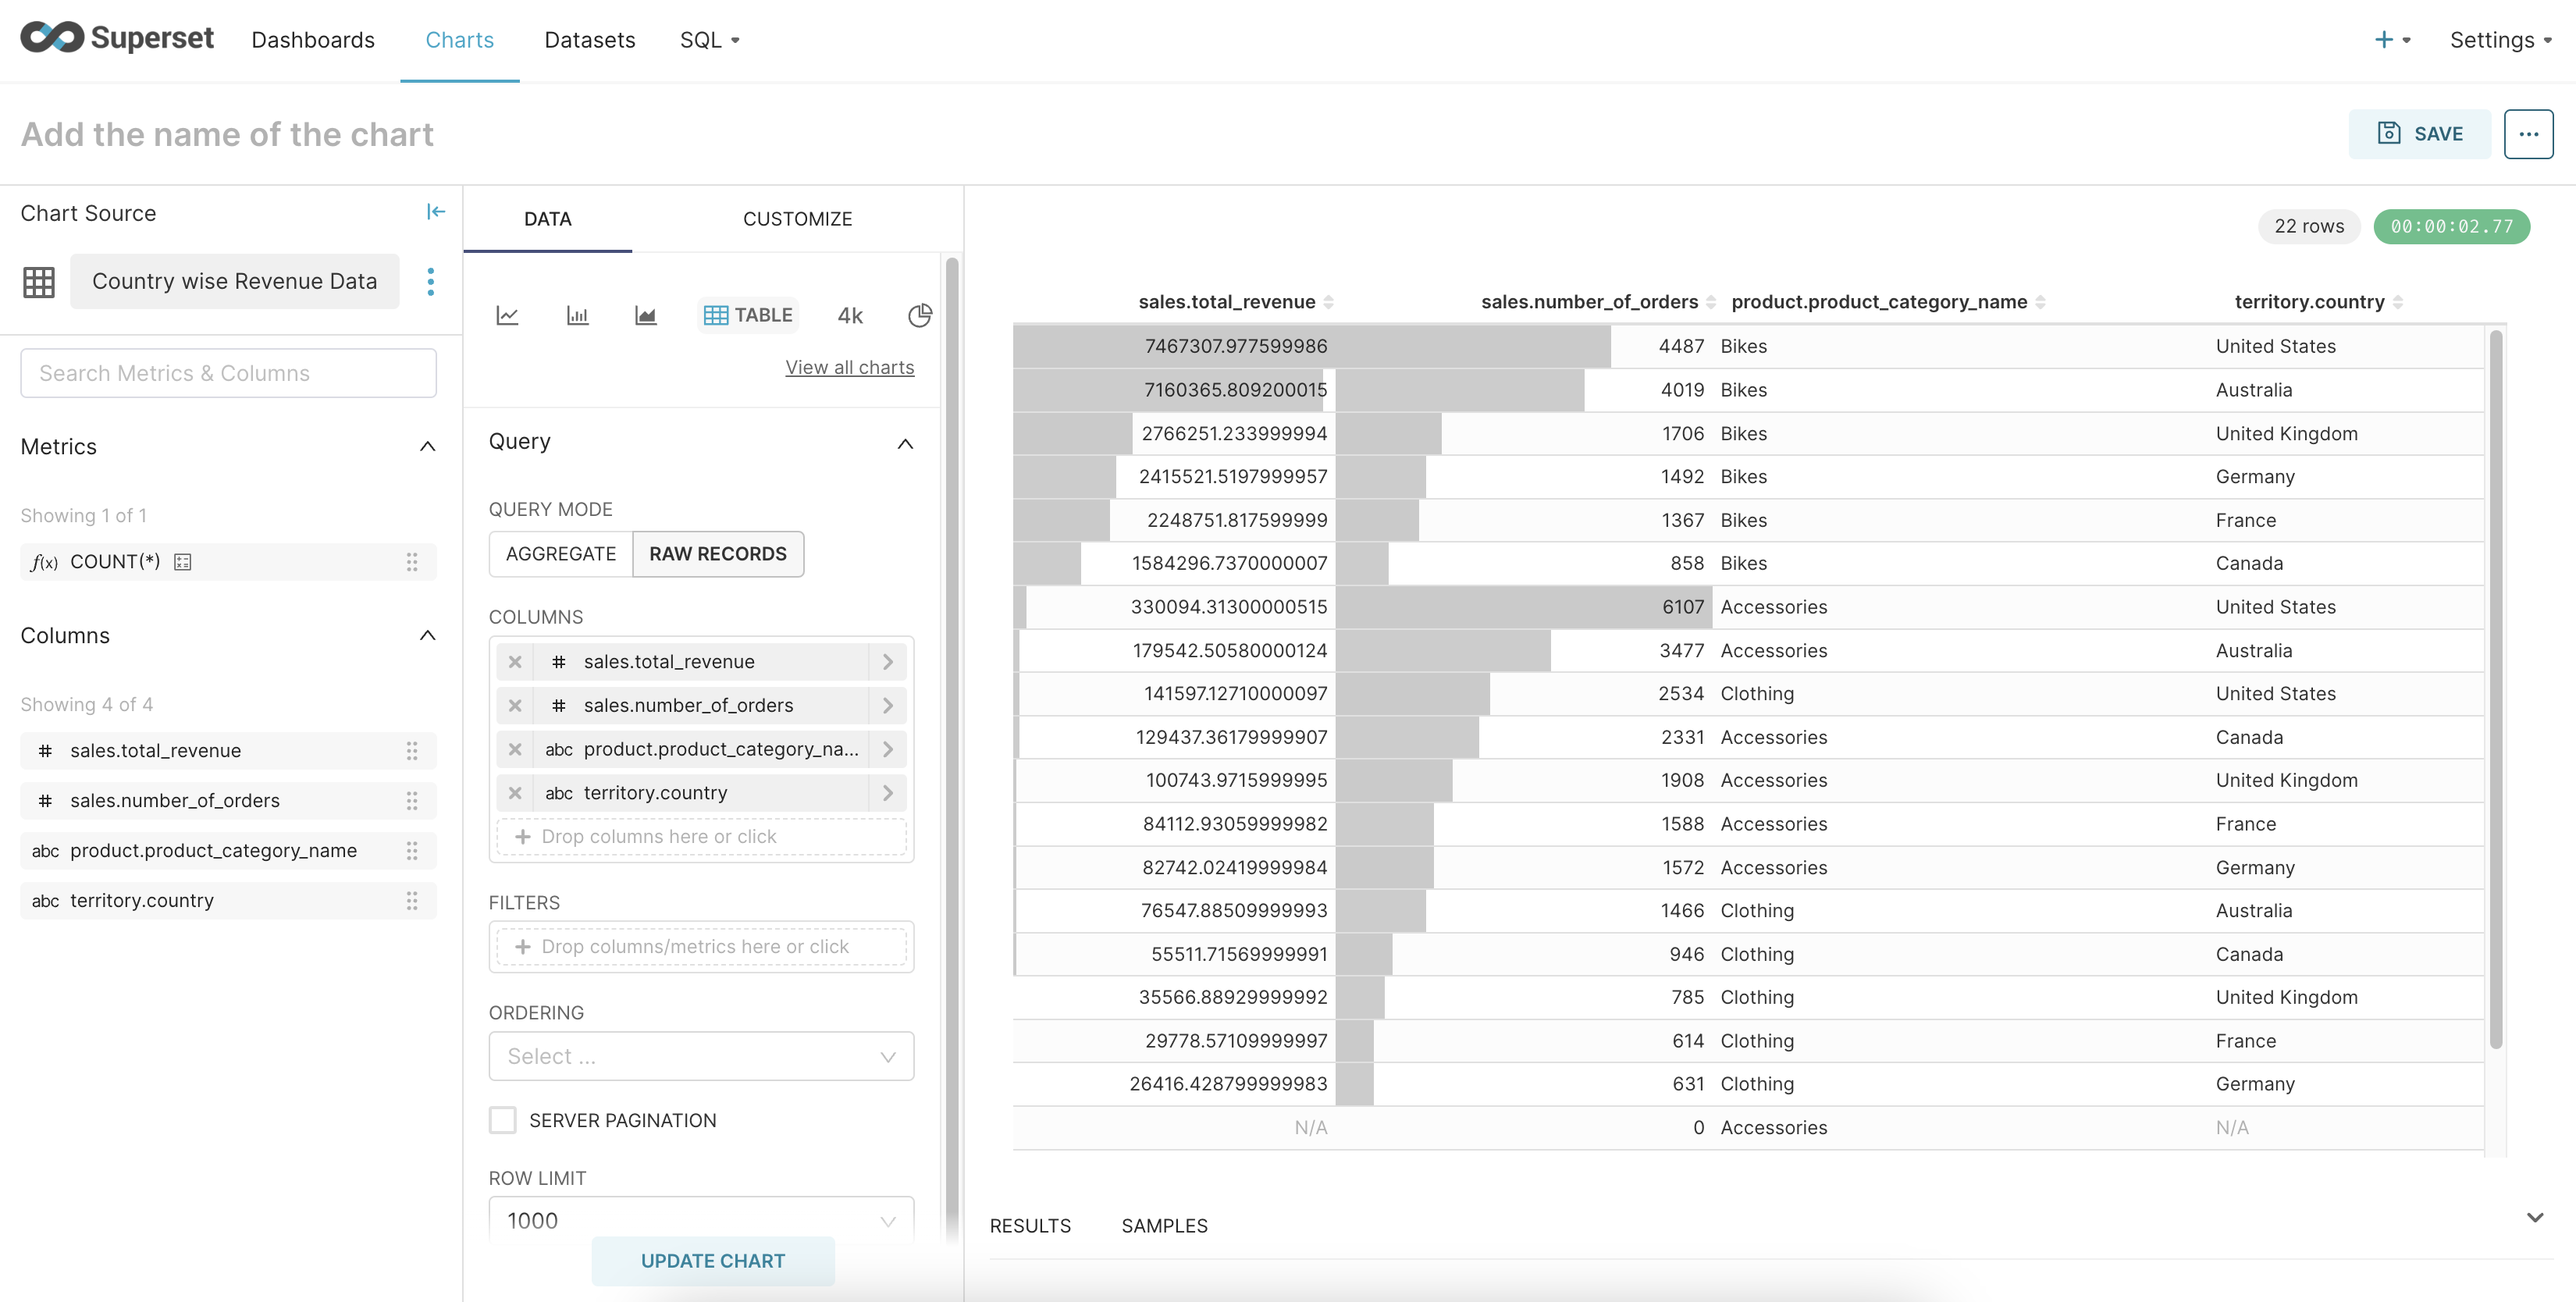 Superset Dashboards Charts Datasets SQL + Settings
Add the name of the chart
SAVE ...
Chart Source
Country wise Revenue Data
Search Metrics & Columns
Metrics
Showing 1 of 1
f(x) COUNT(*)
Columns
Showing 4 of 4
# sales.total_revenue
# sales.number_of_orders
abc product.product_category_name
abc territory.country
DATA CUSTOMIZE
TABLE 4k
View all charts
Query
QUERY MODE
AGGREGATE RAW RECORDS
COLUMNS
# sales.total_revenue
# sales.number_of_orders
abc product.product_category_na...
abc territory.country
+ Drop columns here or click
FILTERS
+ Drop columns/metrics here or click
ORDERING
Select ...
SERVER PAGINATION
ROW LIMIT
1000
UPDATE CHART
22 rows 00:00:02.77
sales.total_revenue sales.number_of_orders product.product_category_name territory.country
7467307.977599986 4487 Bikes United States
7160365.809200015 4019 Bikes Australia
2766251.233999994 1706 Bikes United Kingdom
2415521.5197999957 1492 Bikes Germany
2248751.817599999 1367 Bikes France
1584296.7370000007 858 Bikes Canada
330094.31300000515 6107 Accessories United States
179542.50580000124 3477 Accessories Australia
141597.12710000097 2534 Clothing United States
129437.36179999907 2331 Accessories Canada
100743.9715999995 1908 Accessories United Kingdom
84112.93059999982 1588 Accessories France
82742.02419999984 1572 Accessories Germany
76547.88509999993 1466 Clothing Australia
55511.71569999991 946 Clothing Canada
35566.88929999992 785 Clothing United Kingdom
29778.57109999997 614 Clothing France
26416.428799999983 631 Clothing Germany
N/A 0 Accessories N/A
RESULTS SAMPLES